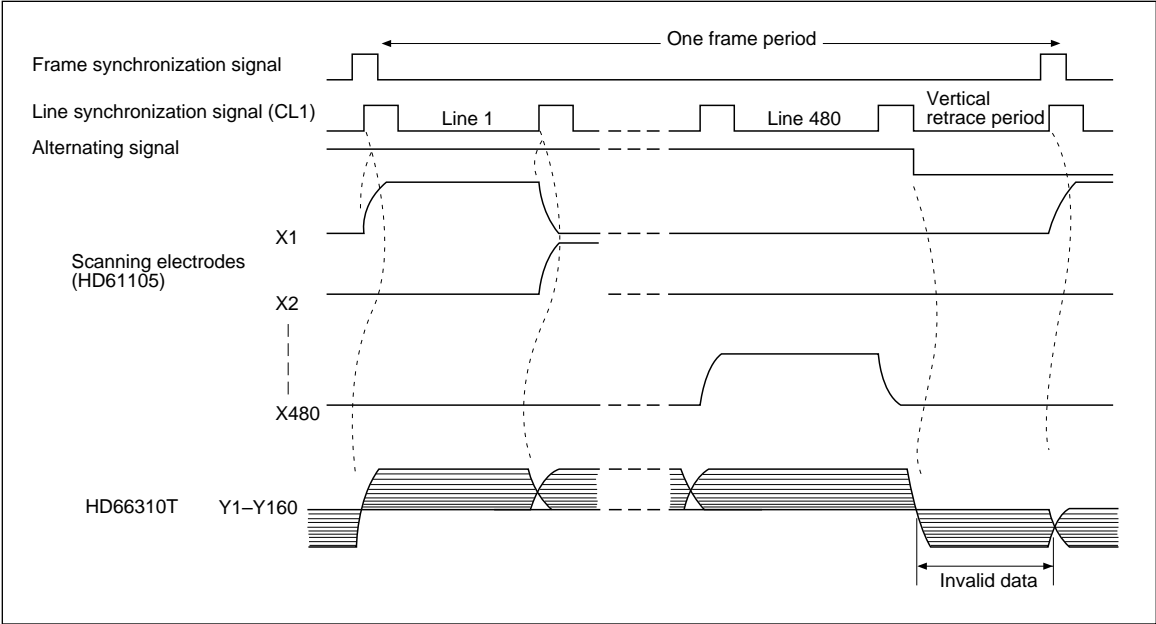 One frame period
Frame synchronization signal
Line synchronization signal (CL1)
Line 1
Line 480
Vertical
retrace period
Alternating signal
X1
Scanning electrodes
(HD61105)
X2
X480
HD66310T
Y1–Y160
Invalid data